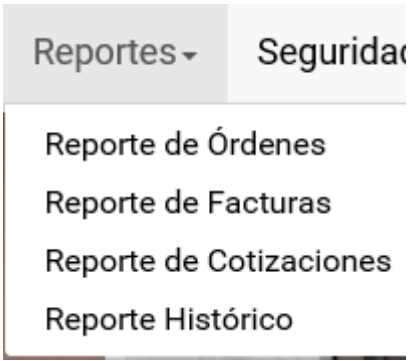 Reportes
Reporte de Órdenes
Reporte de Facturas
Reporte de Cotizaciones
Reporte Histórico